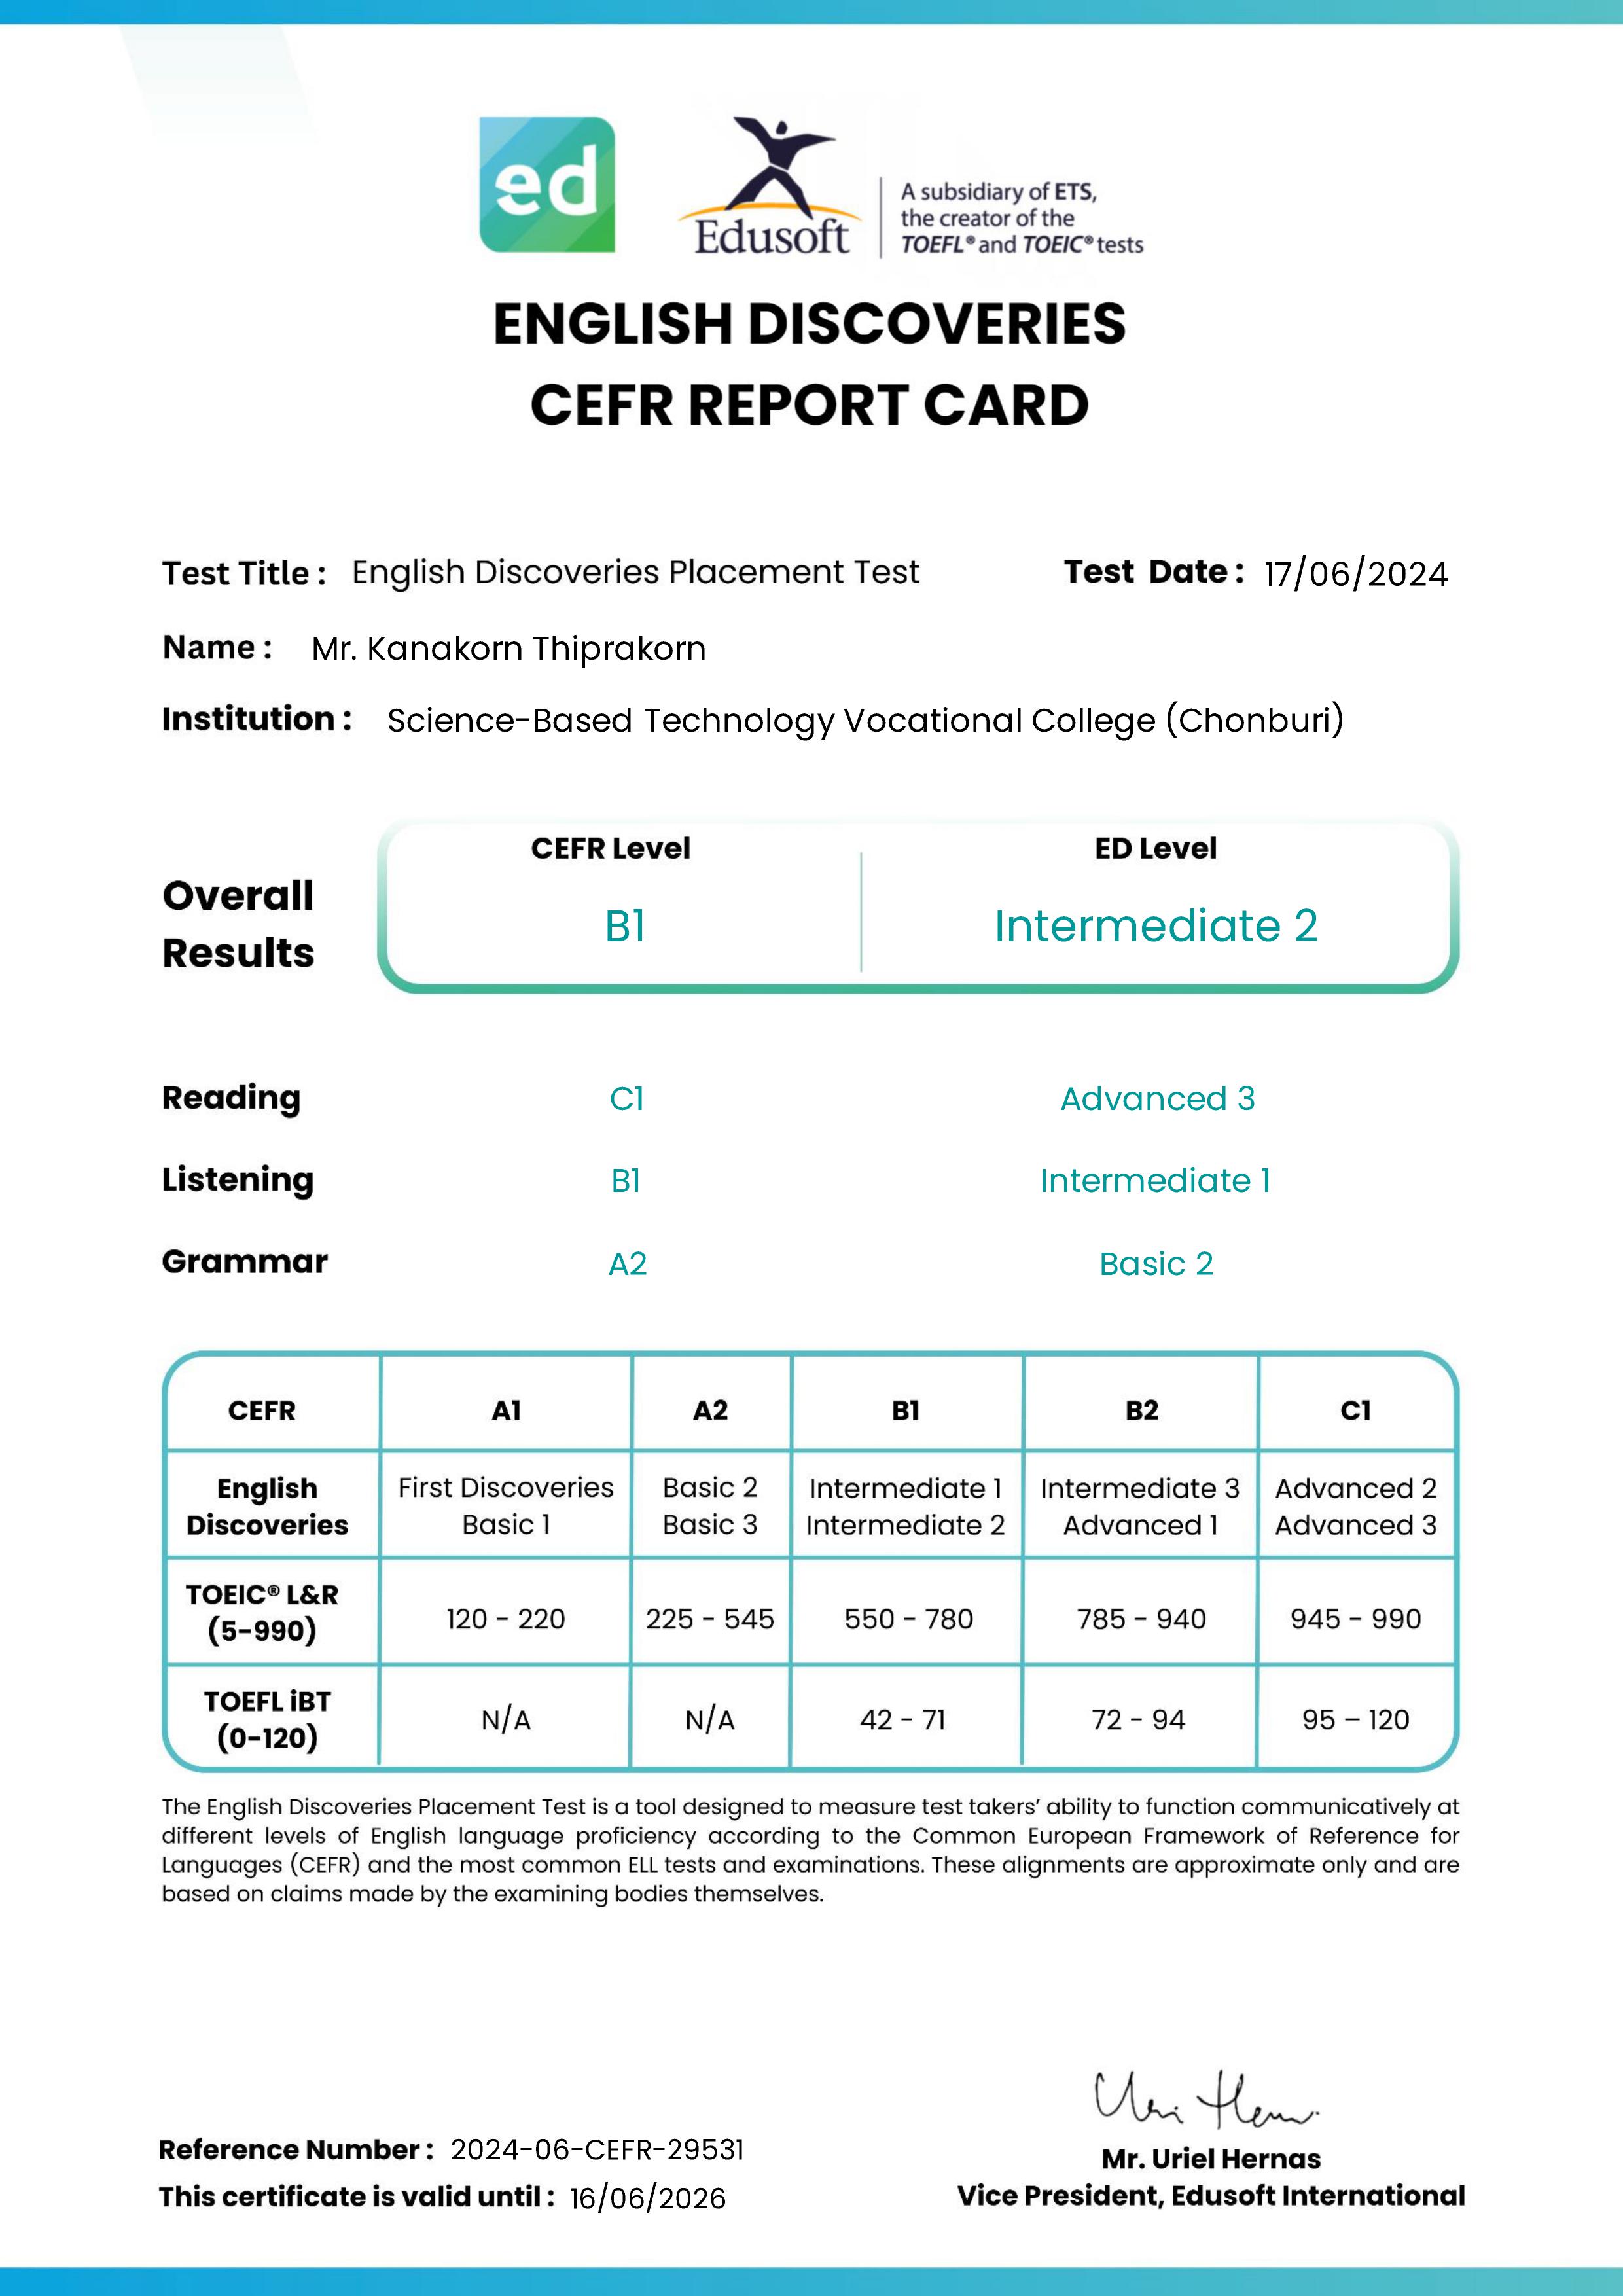 ed
Edusoft
A subsidiary of ETS,
the creator of the
TOEFL® and TOEIC® tests
ENGLISH DISCOVERIES
CEFR REPORT CARD
Test Title : English Discoveries Placement Test Test Date : 17/06/2024
Name : Mr. Kanakorn Thiprakorn
Institution : Science-Based Technology Vocational College (Chonburi)
CEFR Level ED Level
Overall
Results
B1 Intermediate 2
Reading C1 Advanced 3
Listening B1 Intermediate 1
Grammar A2 Basic 2
CEFR A1 A2 B1 B2 C1
English First Discoveries Basic 2 Intermediate 1 Intermediate 3 Advanced 2
Discoveries Basic 1 Basic 3 Intermediate 2 Advanced 1 Advanced 3
TOEIC® L&R
(5-990)
120 - 220 225 - 545 550 - 780 785 - 940 945 - 990
TOEFL iBT
(0-120)
N/A N/A 42 - 71 72 - 94 95 – 120
The English Discoveries Placement Test is a tool designed to measure test takers’ ability to function communicatively at
different levels of English language proficiency according to the Common European Framework of Reference for
Languages (CEFR) and the most common ELL tests and examinations. These alignments are approximate only and are
based on claims made by the examining bodies themselves.
Reference Number : 2024-06-CEFR-29531
This certificate is valid until : 16/06/2026
Mr. Uriel Hernas
Vice President, Edusoft International